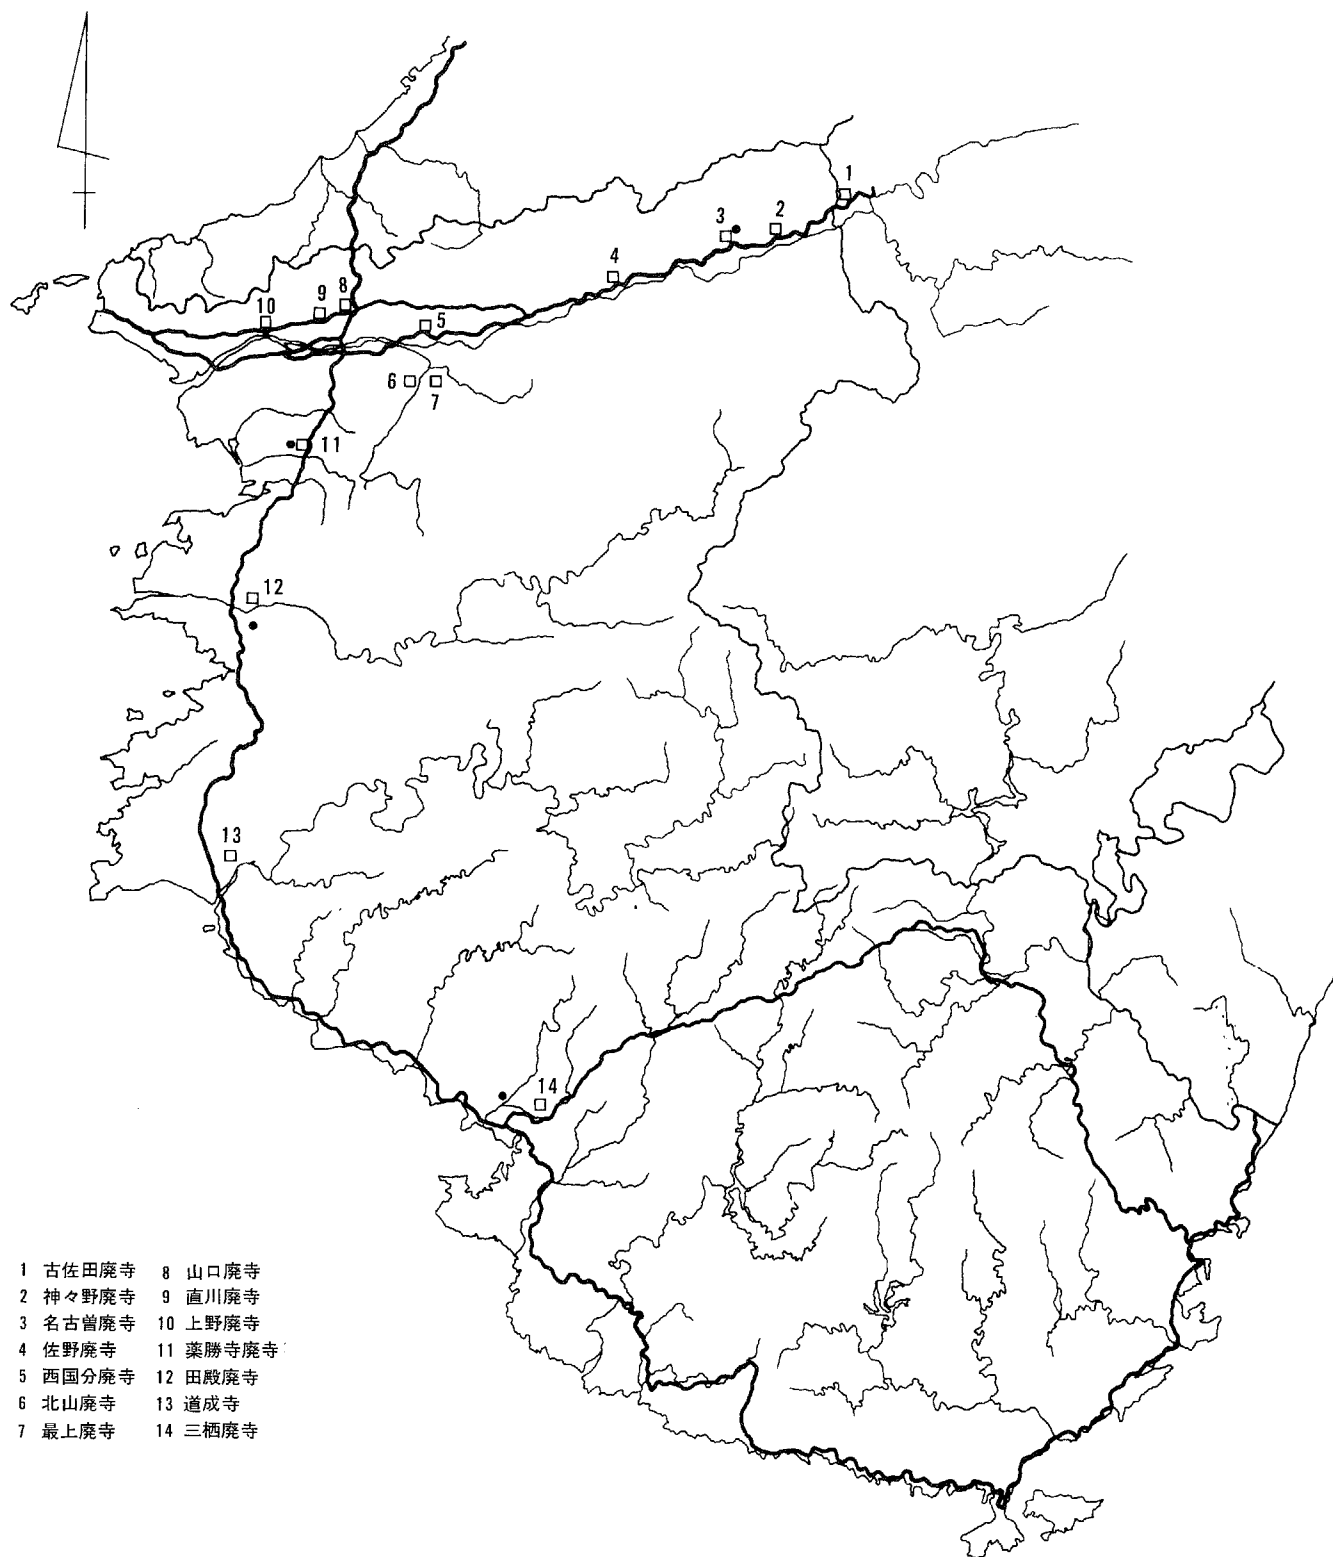 1
2
3
4
8
9
10
5
6
7
11
12
13
14
1 古佐田廃寺 8 山口廃寺
2 神々野廃寺 9 直川廃寺
3 名古曽廃寺 10 上野廃寺
4 佐野廃寺 11 薬勝寺廃寺
5 西国分廃寺 12 田殿廃寺
6 北山廃寺 13 道成寺
7 最上廃寺 14 三栖廃寺